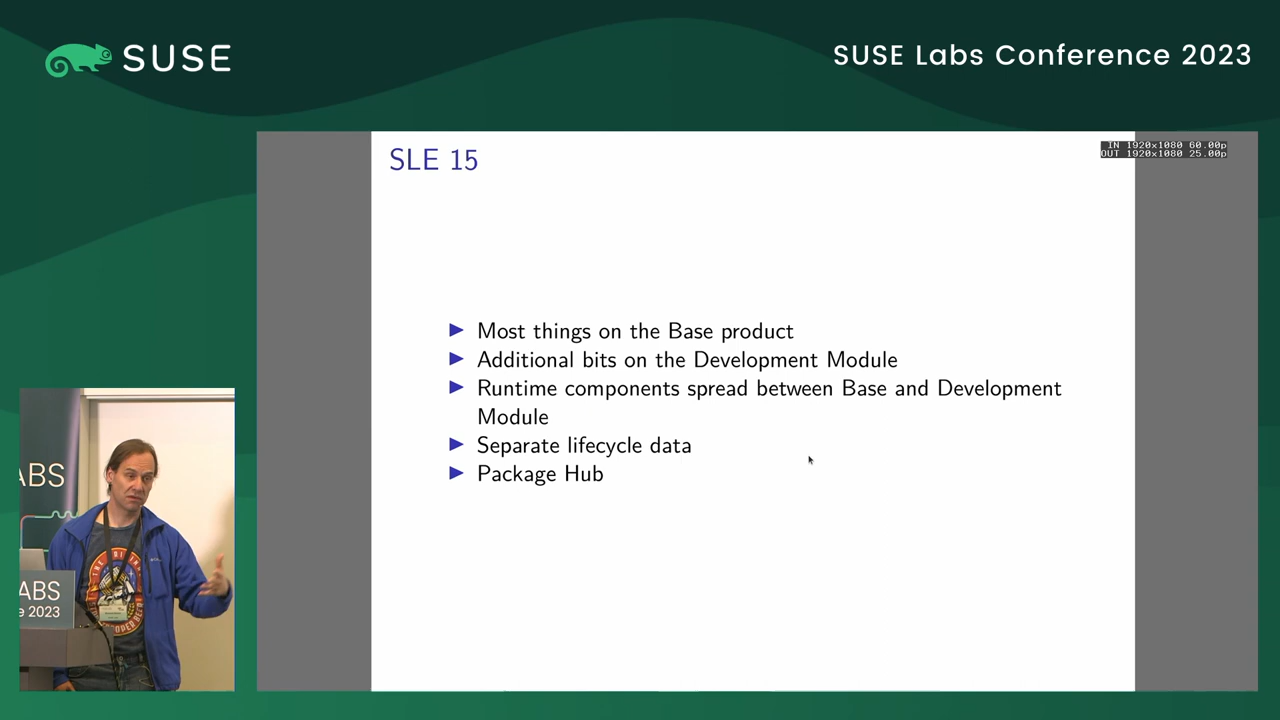 SUSE
SUSE Labs Conference 2023
SLE 15
IN 1920x1080 60.00p
OUT 1920x1080 25.00p
▶ Most things on the Base product
▶ Additional bits on the Development Module
▶ Runtime components spread between Base and Development
Module
▶ Separate lifecycle data
▶ Package Hub
ABS
ABS
e 2023